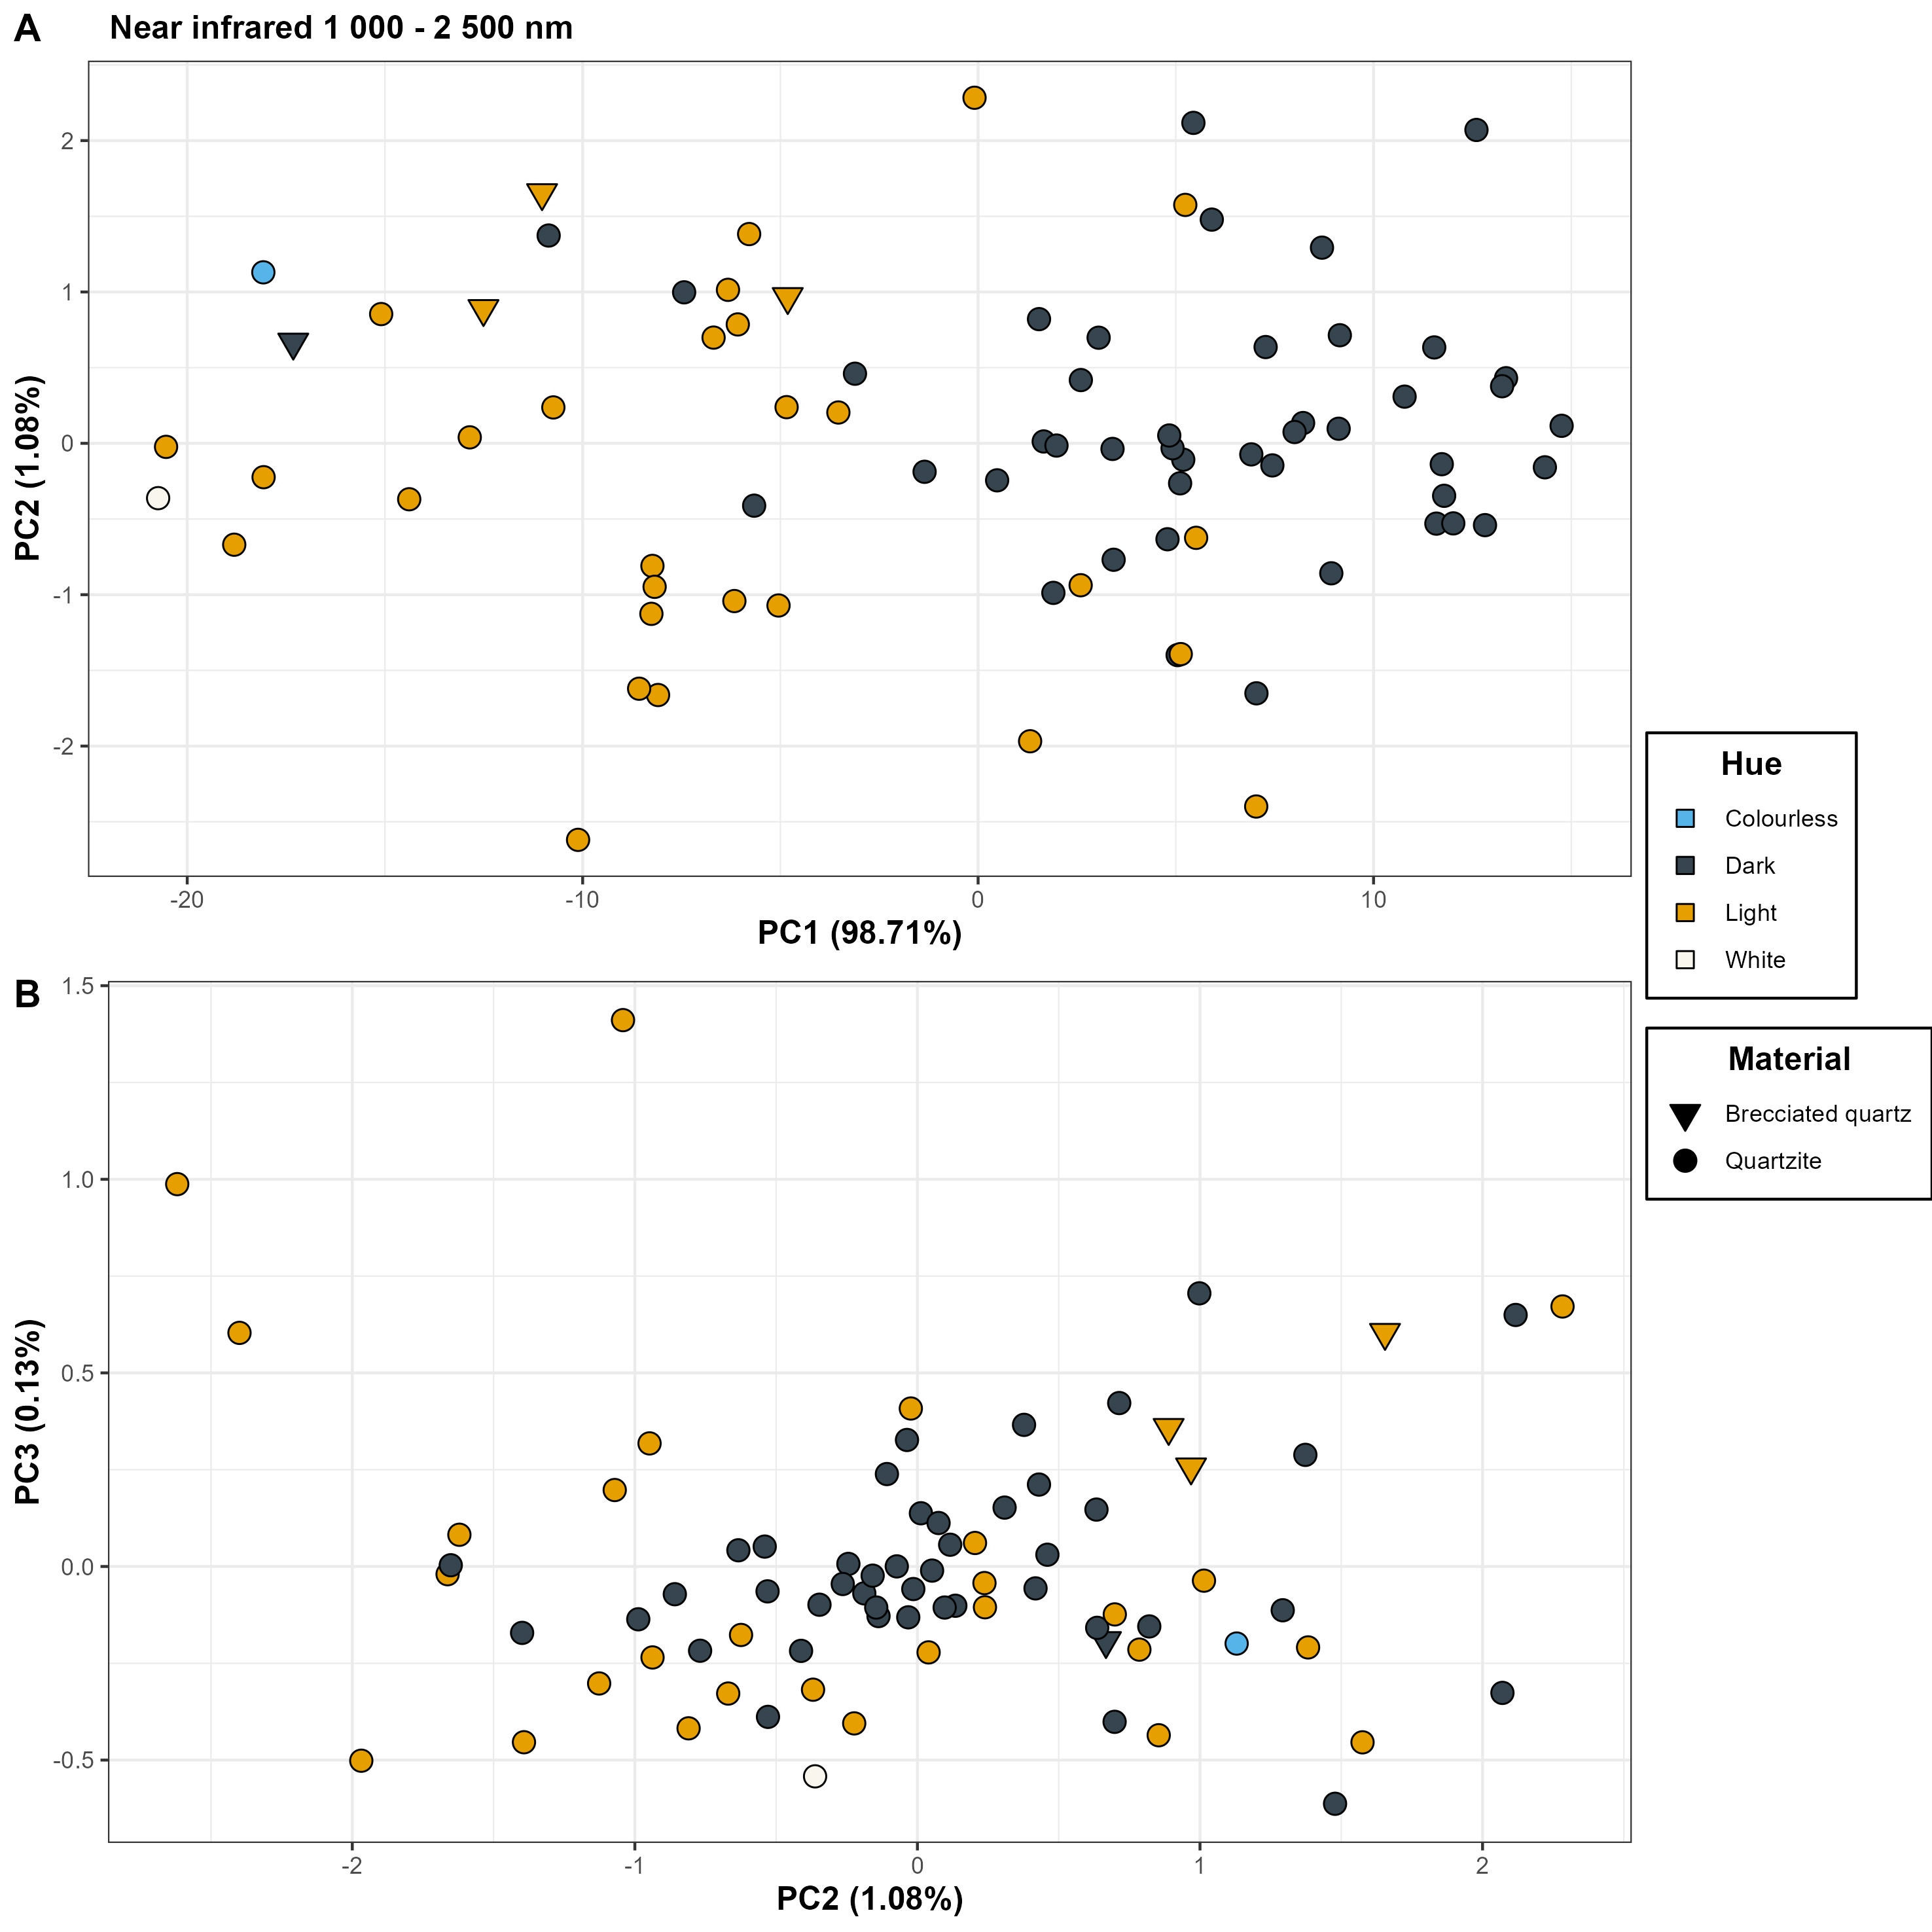 A
Near infrared 1 000 - 2 500 nm
2
1
0
-1
-2
PC2 (1.08%)
-20
-10
0
10
PC1 (98.71%)
Hue
Colourless
Dark
Light
White
Material
Brecciated quartz
Quartzite
B
1.5
1.0
0.5
0.0
-0.5
PC3 (0.13%)
-2
-1
0
1
2
PC2 (1.08%)